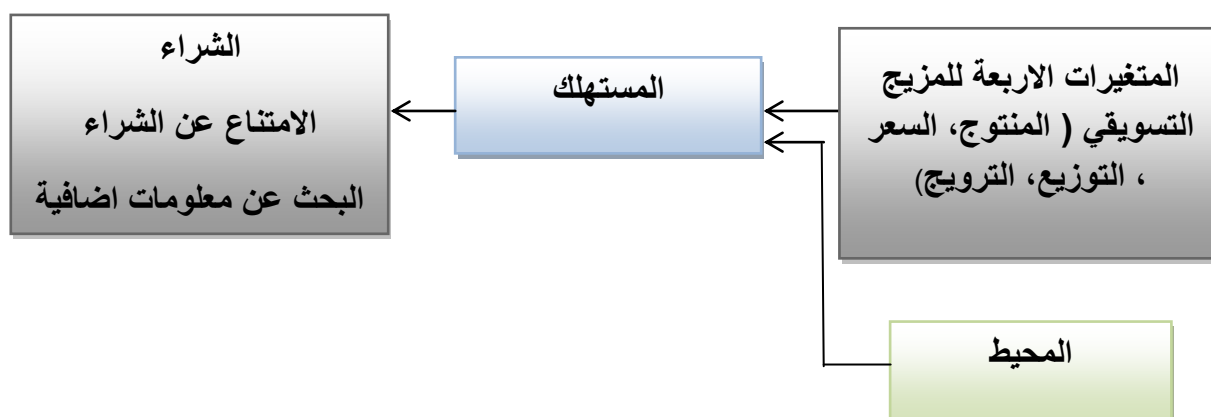 المتغيرات الاربعة للمزيج
التسويقي ( المنتوج، السعر
، التوزيع، الترويج)
المستهلك
الشراء
الامتناع عن الشراء
البحث عن معلومات اضافية
المحيط